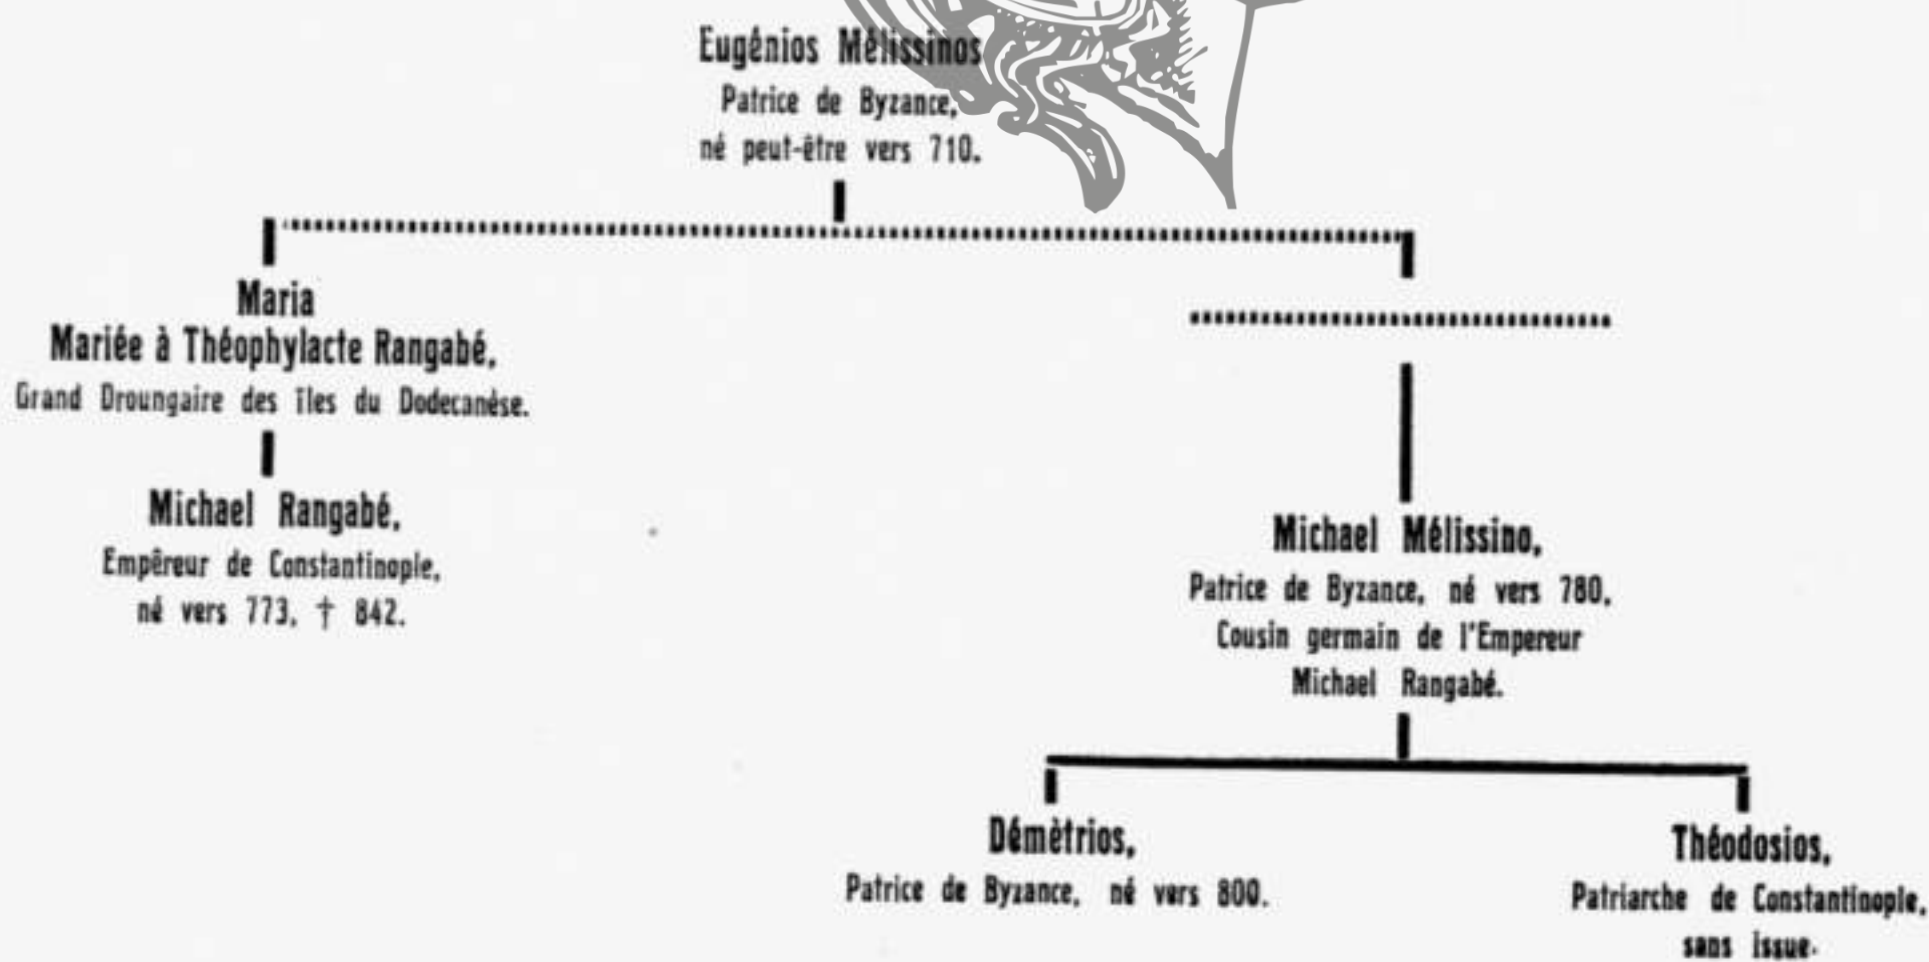 Eugénios Mélissinos
Patrice de Byzance,
né peut-être vers 710.
Maria
Mariée à Théophylacte Rangabé,
Grand Droungaire des îles du Dodecanèse.
Michael Rangabé,
Empêreur de Constantinople,
né vers 773, † 842.
Michael Mélissino,
Patrice de Byzance, né vers 780,
Cousin germain de l'Empereur
Michael Rangabé.
Démètrios,
Patrice de Byzance, né vers 800.
Théodosios,
Patriarche de Constantinople,
sans issue.